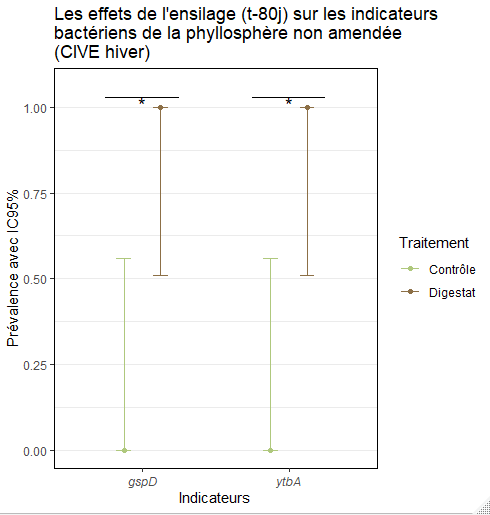 Les effets de l'ensilage (t-80j) sur les indicateurs
bactériens de la phyllosphère non amendée
(CIVE hiver)
Prévalence avec IC95%
1.00
0.75
0.50
0.25
0.00
* *
gspD ytbA
Indicateurs
Traitement
Contrôle
Digestat